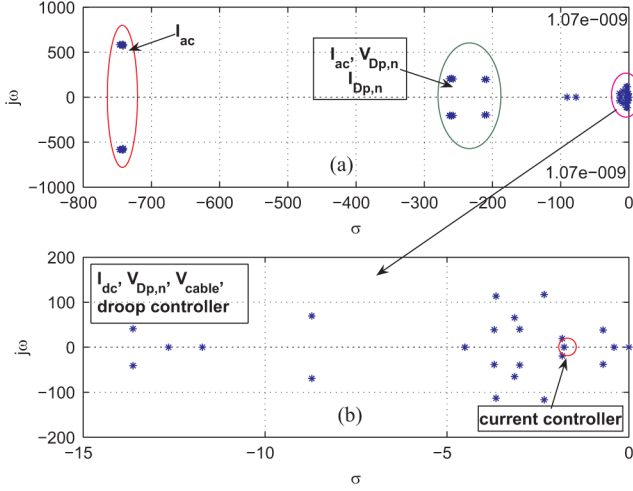 1000
500
0
−500
−1000
jω
I_ac
I_ac, V_Dp,n
I_Dp,n
1.07e−009
(a)
1.07e−009
−800 −700 −600 −500 −400 −300 −200 −100 0
σ
200
100
0
−100
−200
jω
I_dc, V_Dp,n, V_cable,
droop controller
current controller
(b)
−15 −10 −5 0
σ